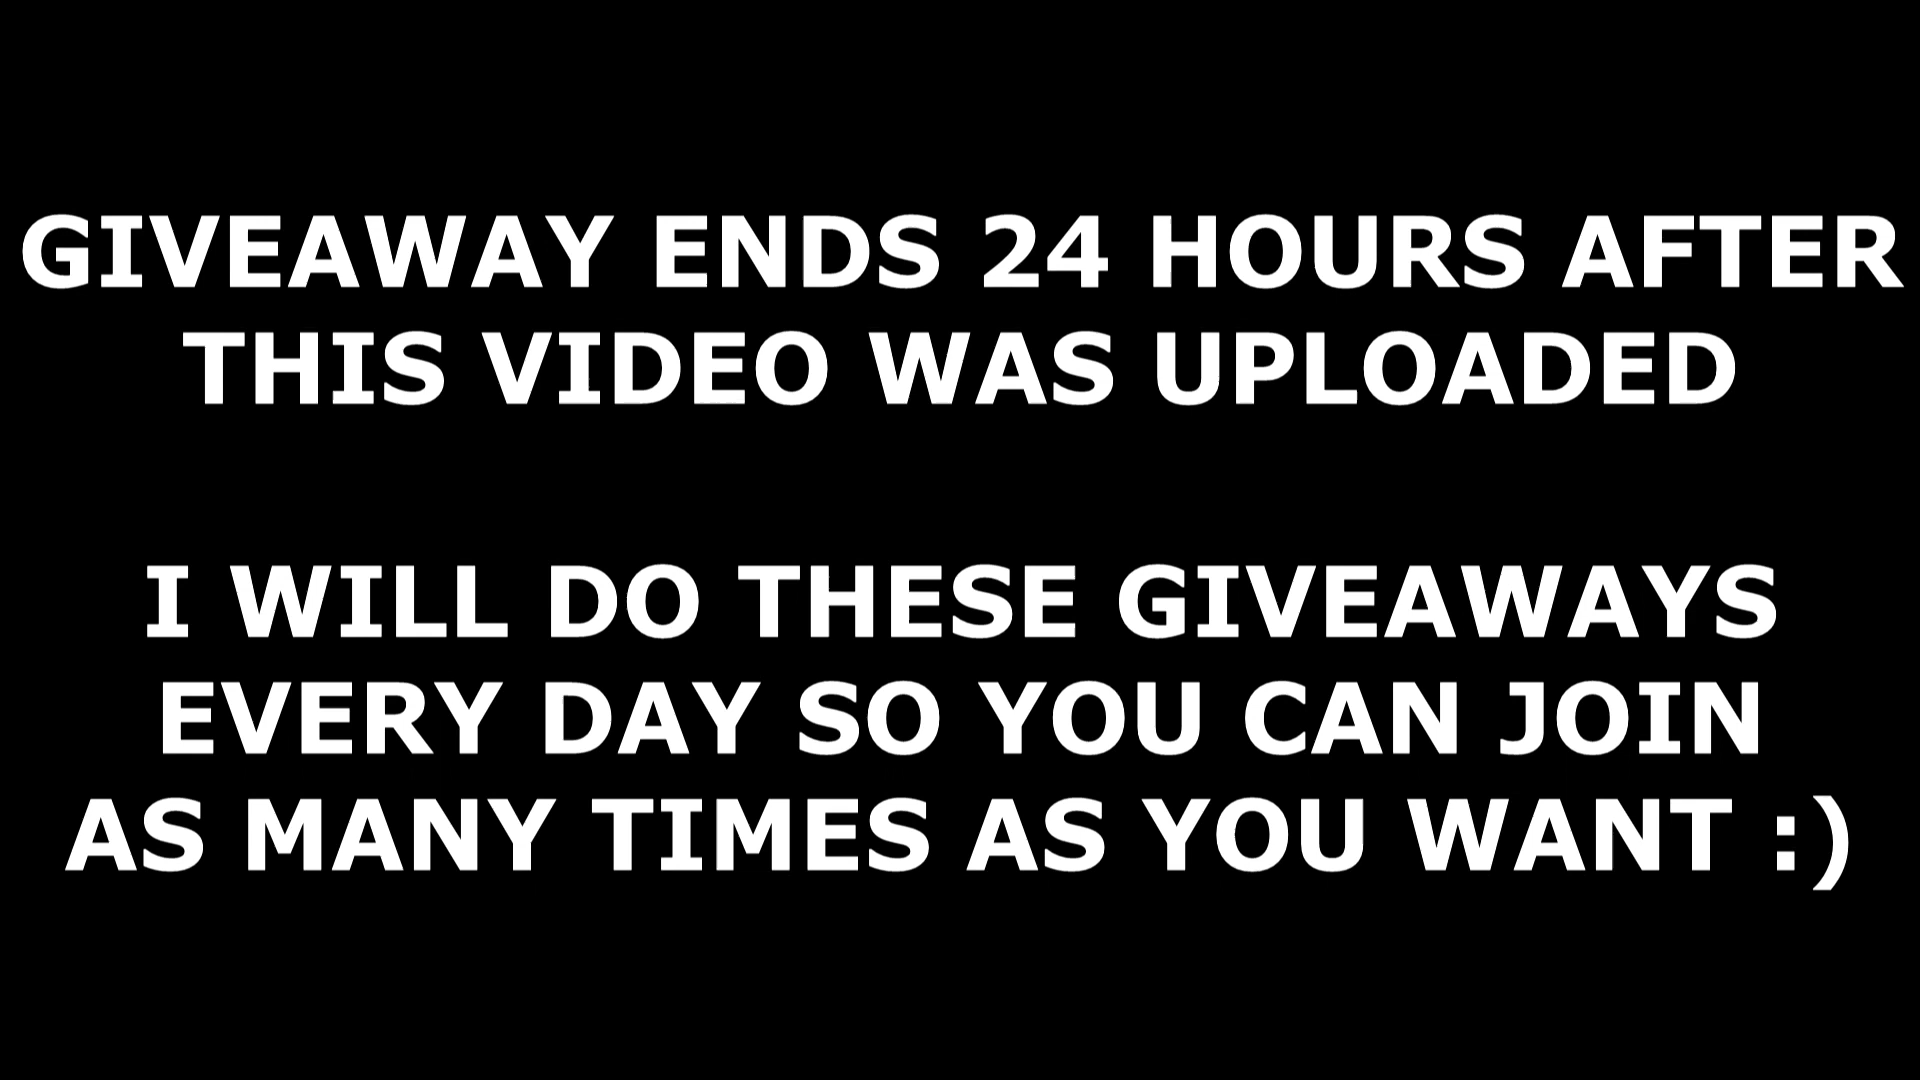 GIVEAWAY ENDS 24 HOURS AFTER
THIS VIDEO WAS UPLOADED
I WILL DO THESE GIVEAWAYS
EVERY DAY SO YOU CAN JOIN
AS MANY TIMES AS YOU WANT :)